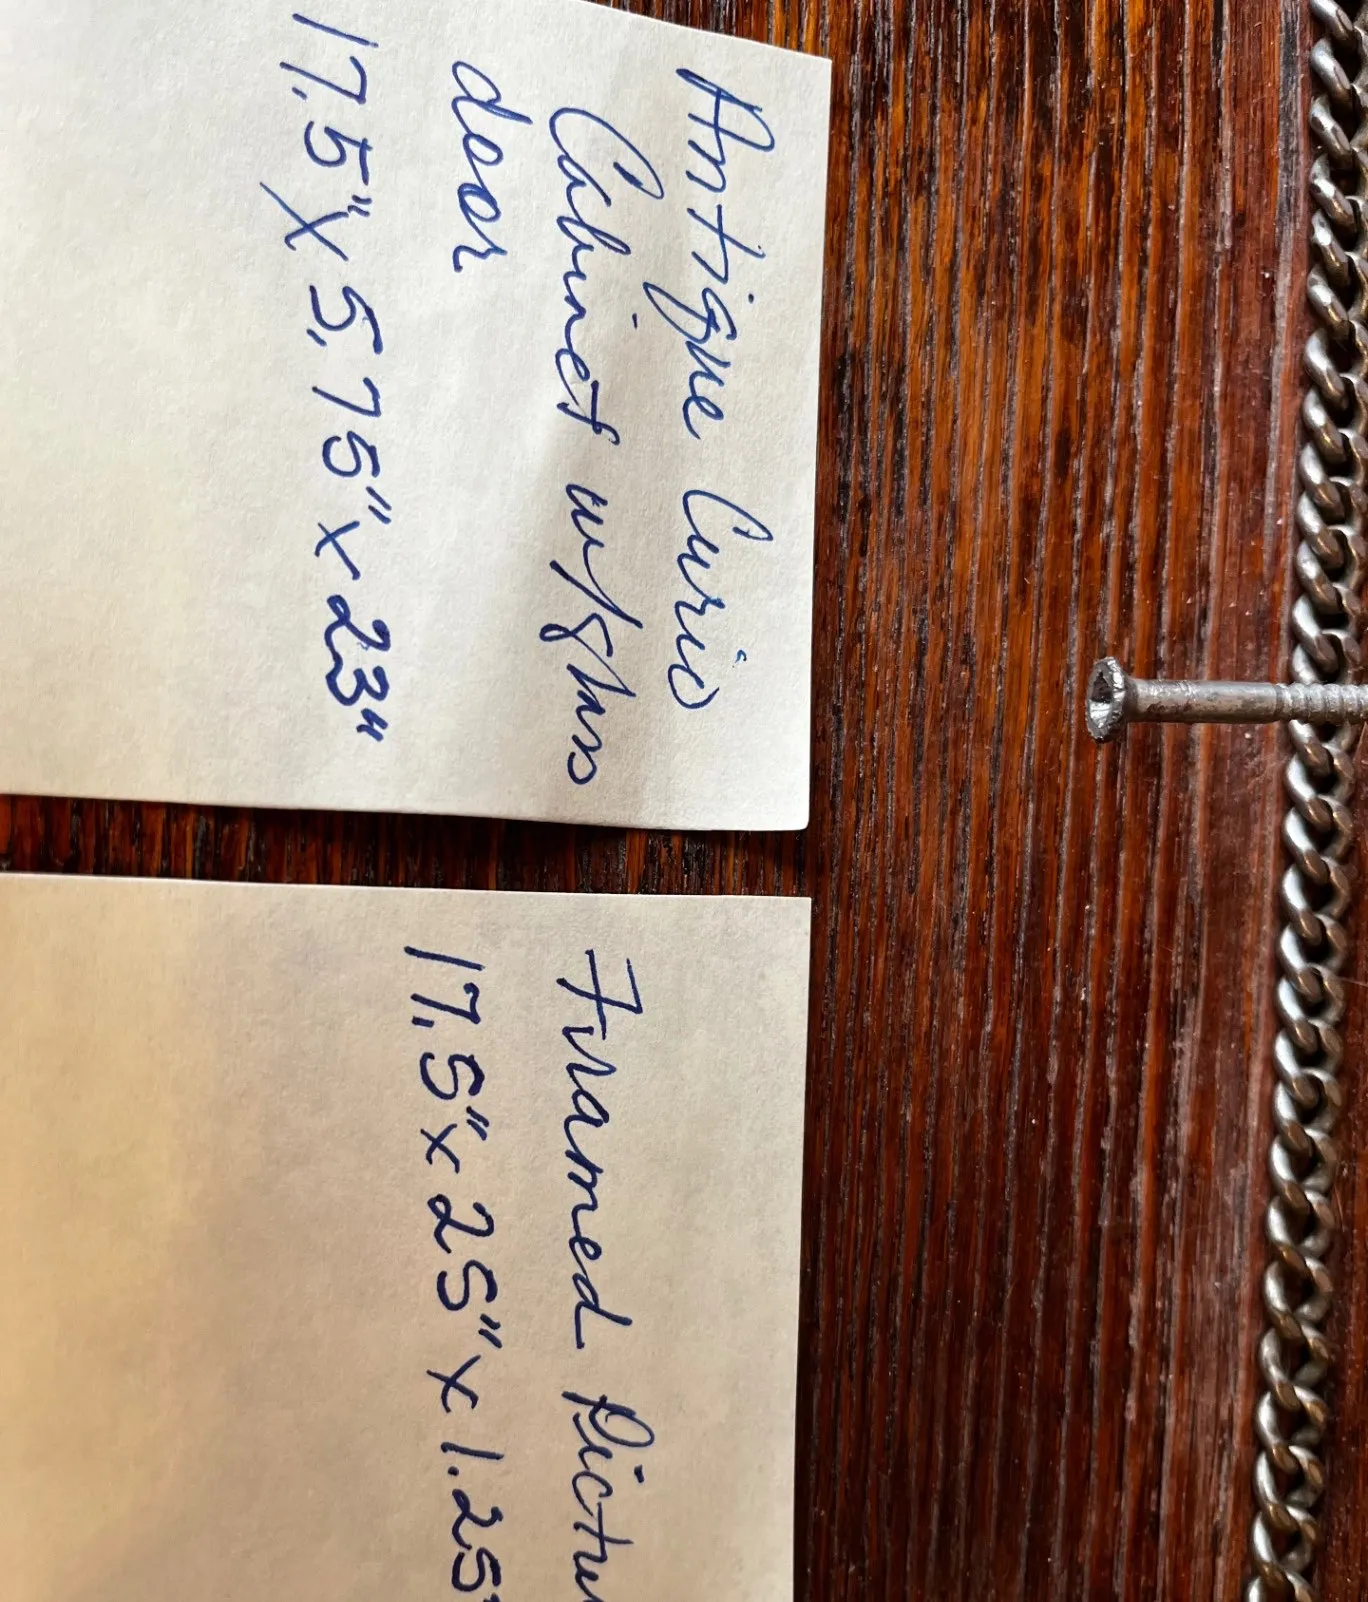 Antique Curio
Cabinet w/glass
door
17.5" x 5.75" x 23"
Framed Pictu
17.5" x 25" x 1.25"